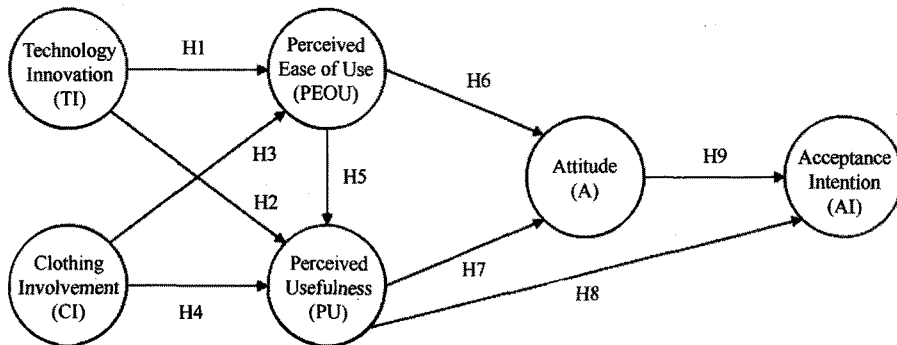 Technology
Innovation
(TI)
H1
Perceived
Ease of Use
(PEOU)
H6
H3
H2
H5
Attitude
(A)
H9
Acceptance
Intention
(AI)
Clothing
Involvement
(CI)
H4
Perceived
Usefulness
(PU)
H7
H8